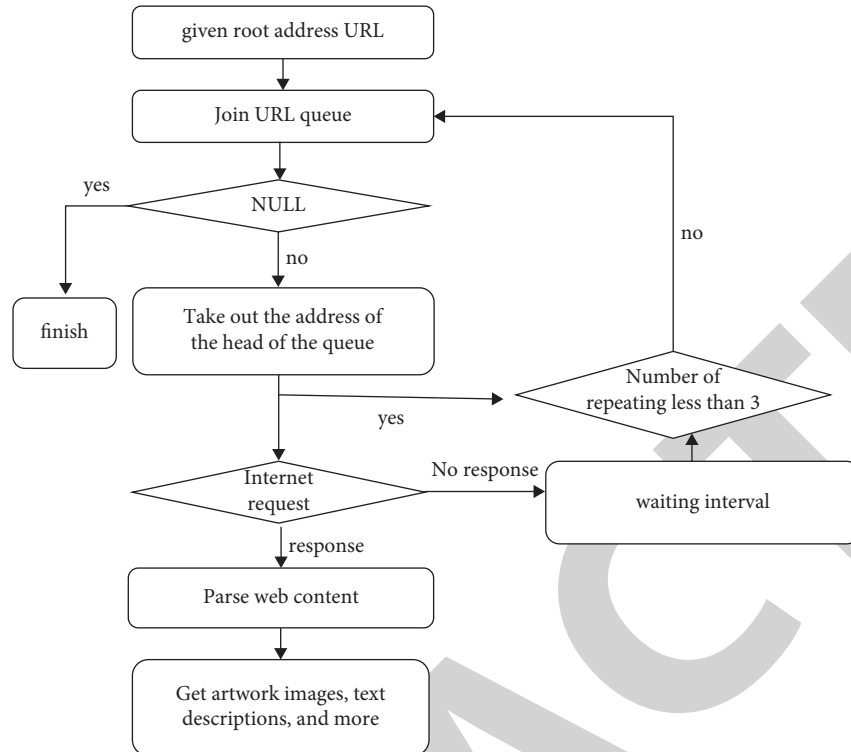 given root address URL
Join URL queue
yes
NULL
no
no
finish
Take out the address of
the head of the queue
Number of
repeating less than 3
yes
Internet
request
No response
waiting interval
response
Parse web content
Get artwork images, text
descriptions, and more